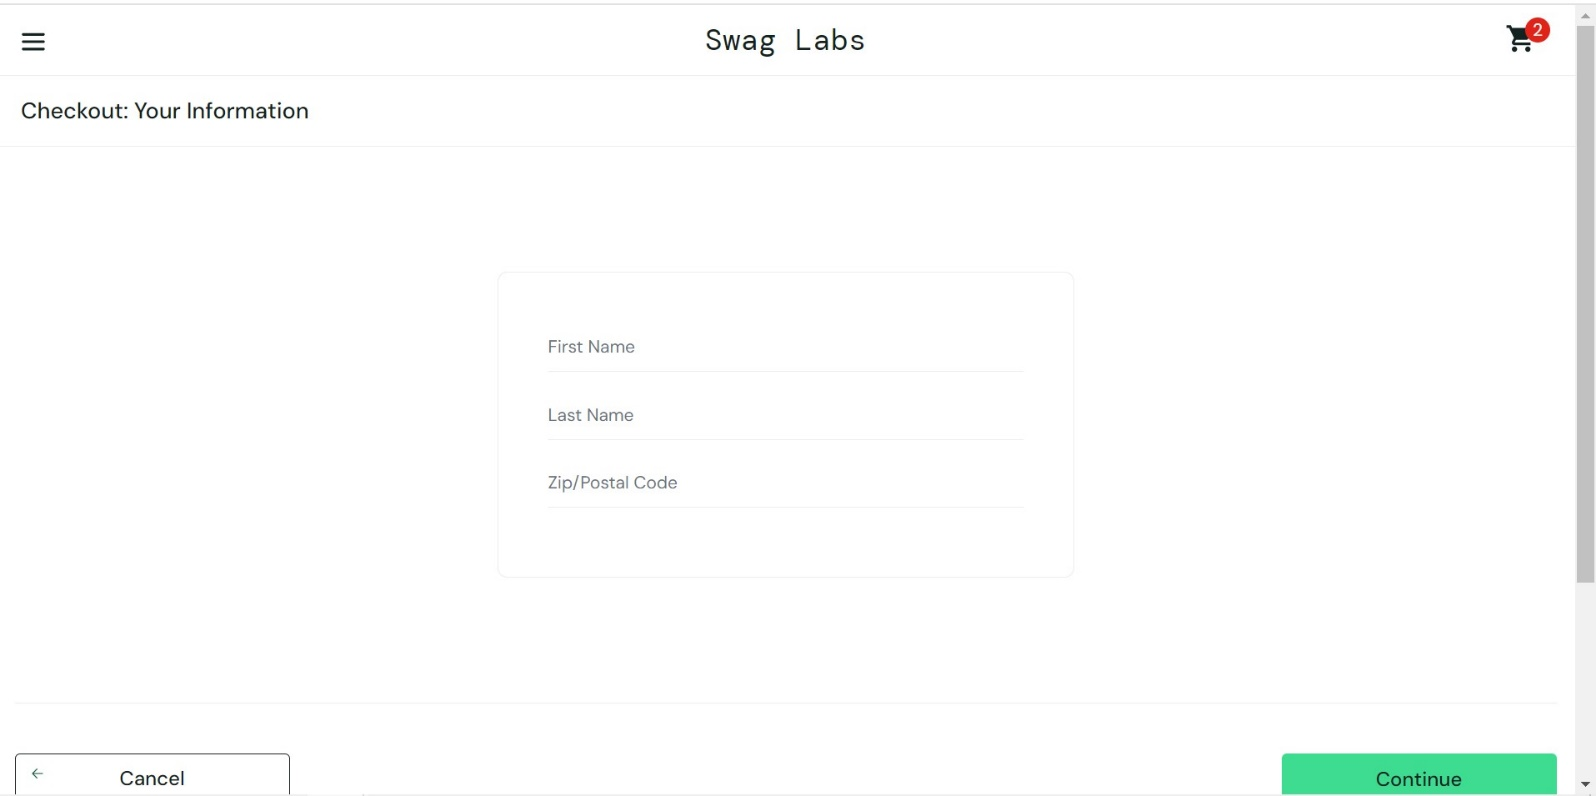 Swag Labs
2
Checkout: Your Information
First Name
Last Name
Zip/Postal Code
Cancel
Continue